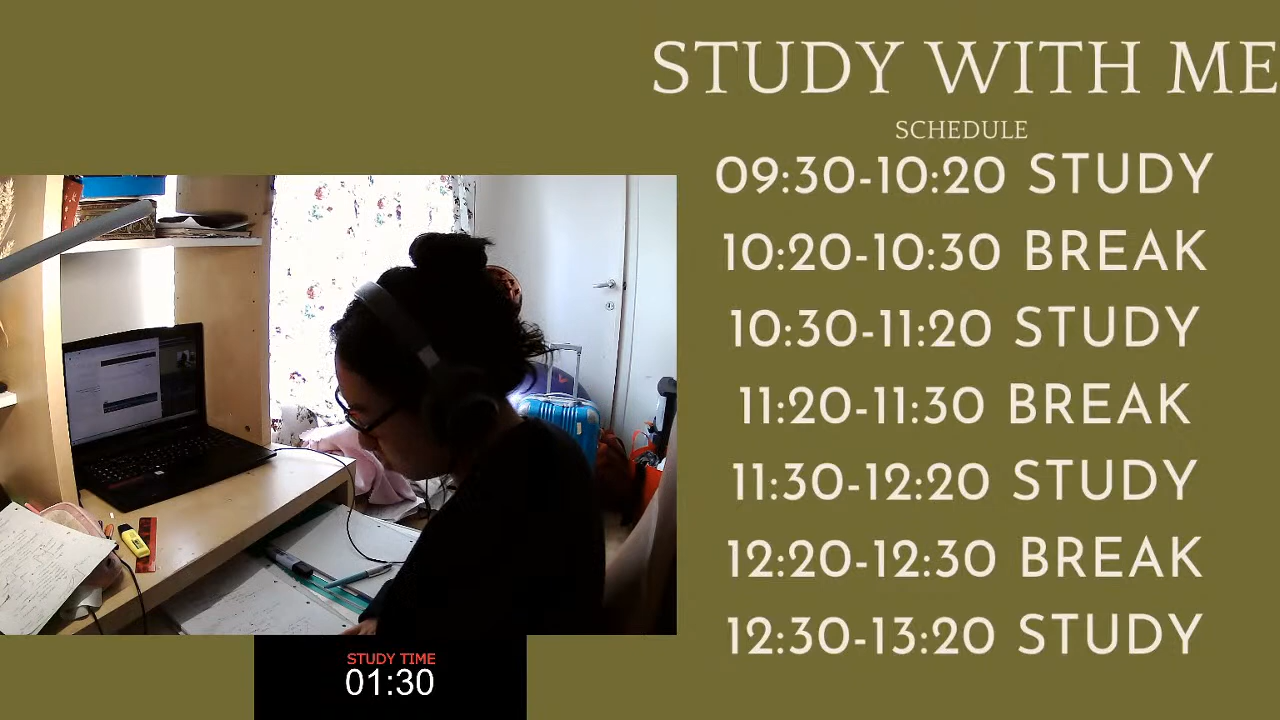 STUDY WITH ME
SCHEDULE
09:30-10:20 STUDY
10:20-10:30 BREAK
10:30-11:20 STUDY
11:20-11:30 BREAK
11:30-12:20 STUDY
12:20-12:30 BREAK
12:30-13:20 STUDY
STUDY TIME
01:30